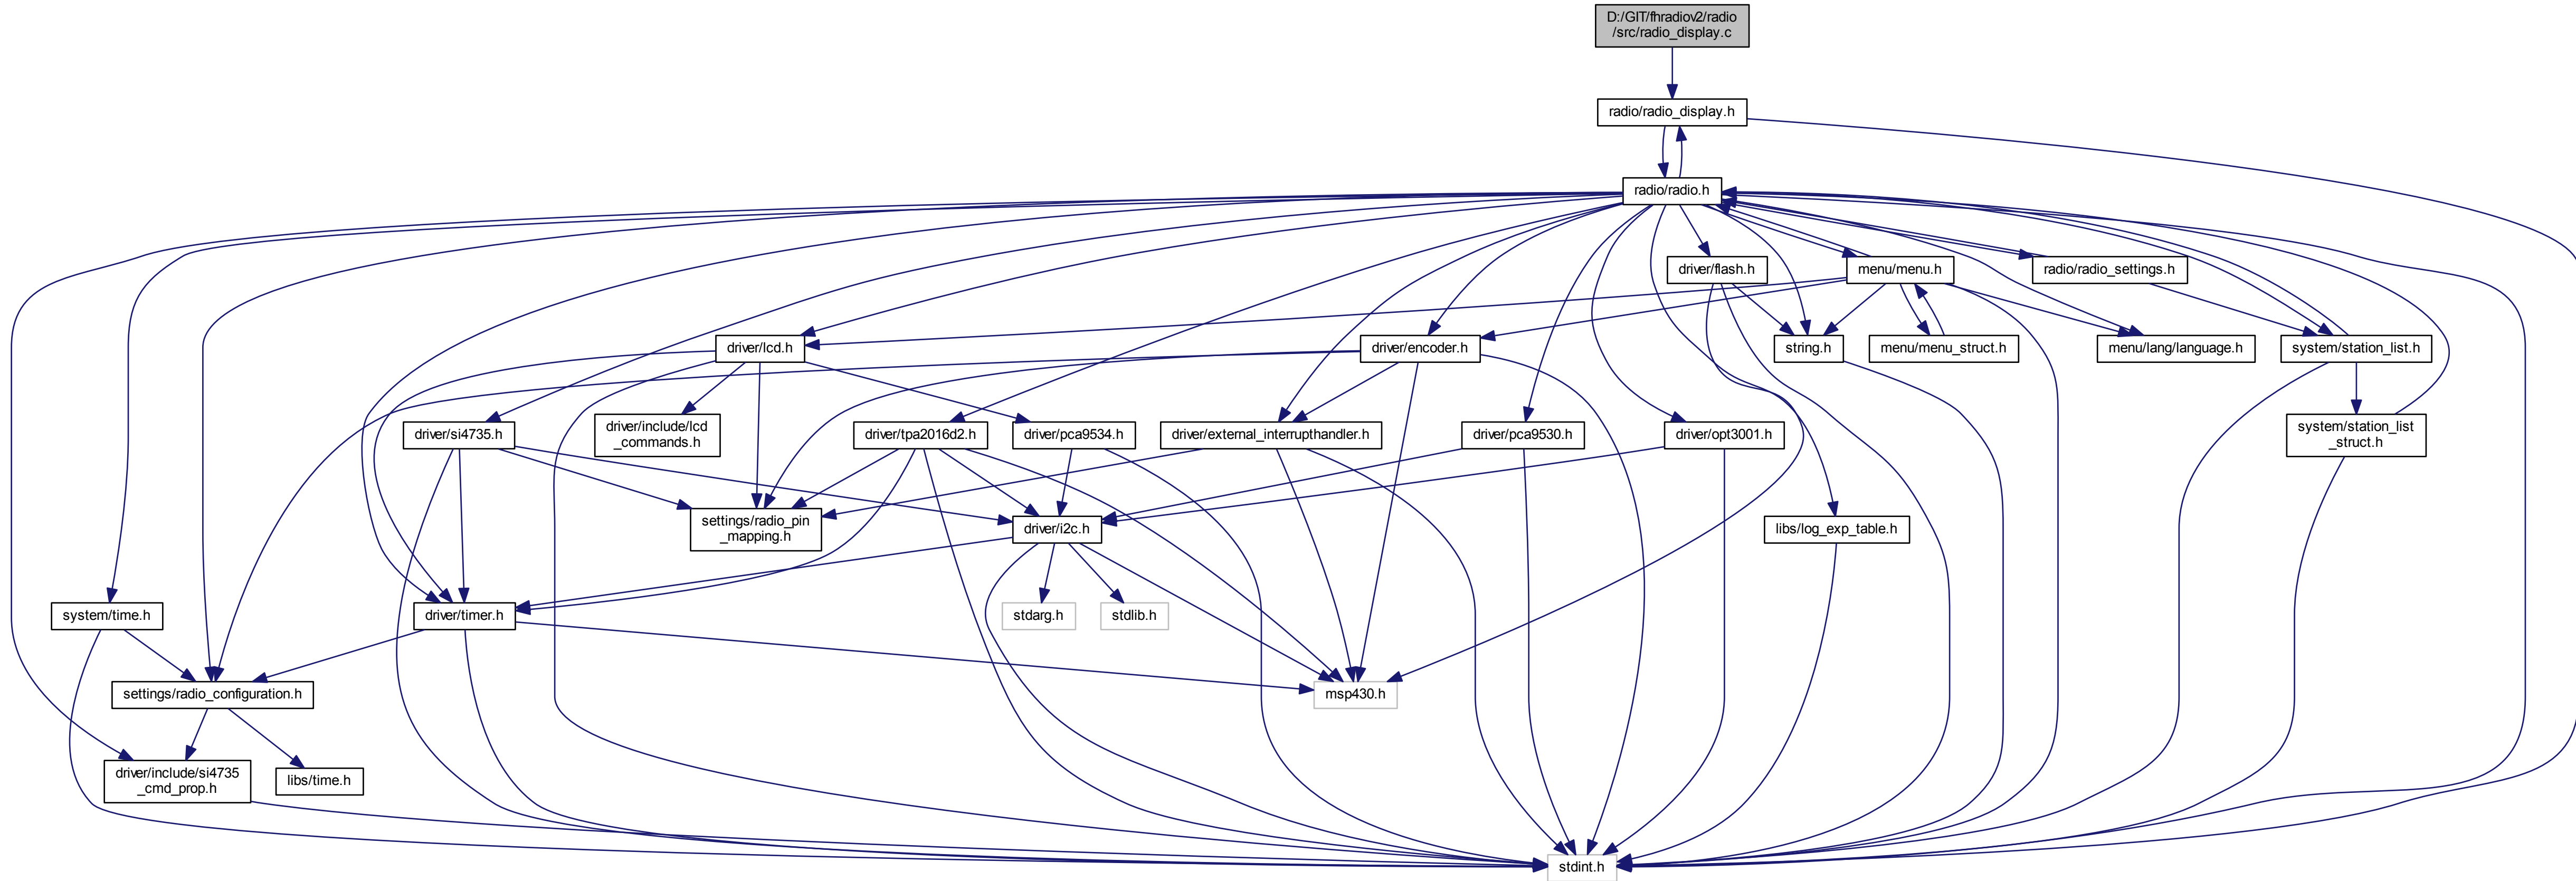 D:/GIT/fhradiov2/radio
/src/radio_display.c
radio/radio_display.h
radio/radio.h
driver/flash.h
menu/menu.h
radio/radio_settings.h
driver/lcd.h
driver/encoder.h
string.h
menu/menu_struct.h
menu/lang/language.h
system/station_list.h
driver/include/lcd
_commands.h
driver/si4735.h
driver/tpa2016d2.h
driver/pca9534.h
driver/external_interrupthandler.h
driver/pca9530.h
driver/opt3001.h
system/station_list
_struct.h
settings/radio_pin
_mapping.h
driver/i2c.h
libs/log_exp_table.h
system/time.h
driver/timer.h
stdarg.h
stdlib.h
settings/radio_configuration.h
msp430.h
driver/include/si4735
_cmd_prop.h
libs/time.h
stdint.h